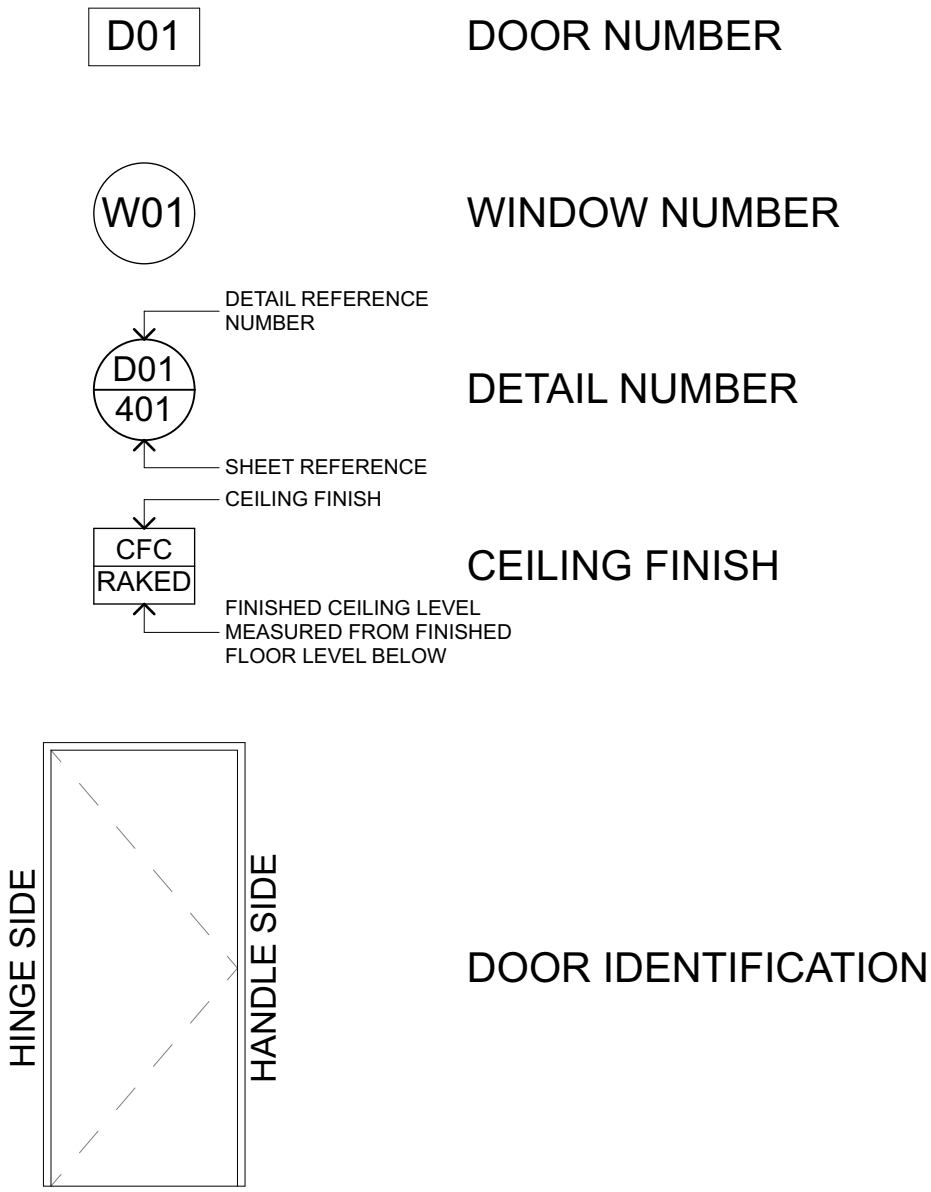 D01
DOOR NUMBER
W01
WINDOW NUMBER
DETAIL REFERENCE
NUMBER
D01
401
DETAIL NUMBER
SHEET REFERENCE
CEILING FINISH
CFC
RAKED
CEILING FINISH
FINISHED CEILING LEVEL
MEASURED FROM FINISHED
FLOOR LEVEL BELOW
HINGE SIDE
HANDLE SIDE
DOOR IDENTIFICATION